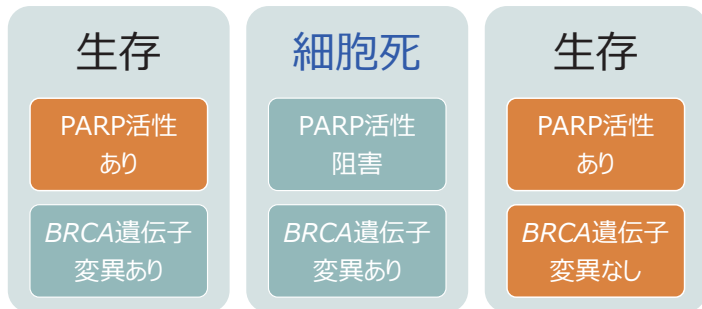 生存
PARP活性
あり
BRCA遺伝子
変異あり
細胞死
PARP活性
阻害
BRCA遺伝子
変異あり
生存
PARP活性
あり
BRCA遺伝子
変異なし